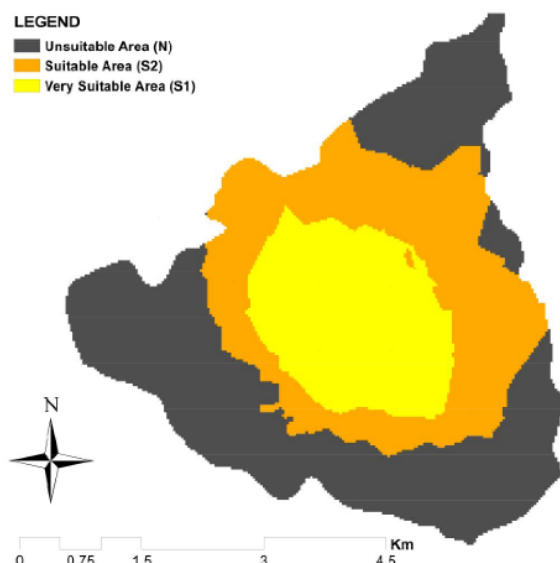 LEGEND
Unsuitable Area (N)
Suitable Area (S2)
Very Suitable Area (S1)
N
Km
0 0.75 1.5 3 4.5